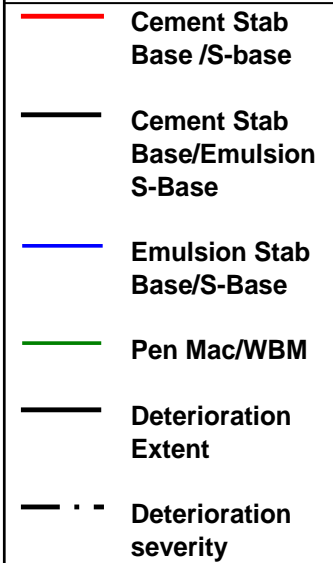 Cement Stab
Base /S-base
Cement Stab
Base/Emulsion
S-Base
Emulsion Stab
Base/S-Base
Pen Mac/WBM
Deterioration
Extent
Deterioration
severity